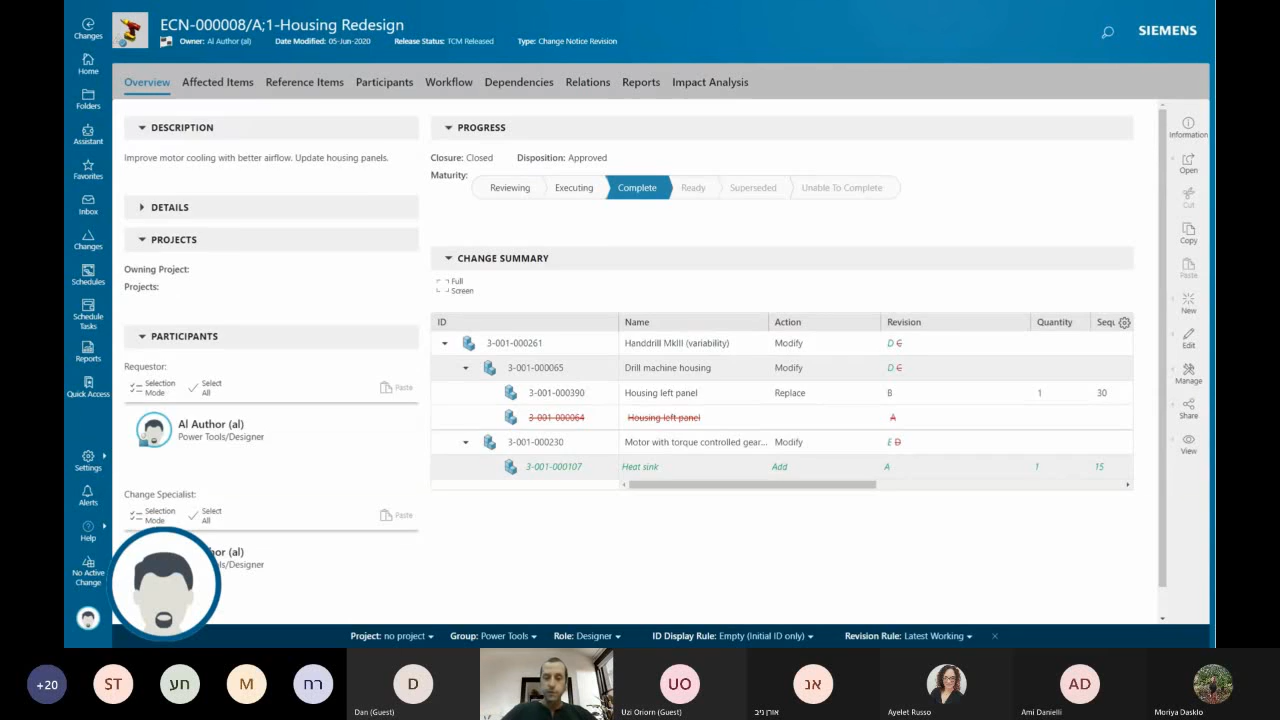 Changes
Home
Folders
Assistant
Favorites
Inbox
Changes
Schedules
Schedule
Tasks
Reports
Quick Access
Settings
Alerts
Help
No Active
Change
ECN-000008/A;1-Housing Redesign
Owner: Al Author (al) Date Modified: 05-Jun-2020 Release Status: TCM Released Type: Change Notice Revision
SIEMENS
Overview Affected Items Reference Items Participants Workflow Dependencies Relations Reports Impact Analysis
DESCRIPTION
Improve motor cooling with better airflow. Update housing panels.
DETAILS
PROJECTS
Owning Project:
Projects:
PARTICIPANTS
Requestor:
Selection
Mode
Select
All
Paste
Al Author (al)
Power Tools/Designer
Change Specialist:
Selection
Mode
Select
All
Paste
hor (al)
ls/Designer
PROGRESS
Closure: Closed Disposition: Approved
Maturity:
Reviewing Executing Complete Ready Superseded Unable To Complete
CHANGE SUMMARY
Full
Screen
ID Name Action Revision Quantity Sequ
3-001-000261 Handdrill MkIII (variability) Modify D C
3-001-000065 Drill machine housing Modify D C
3-001-000390 Housing left panel Replace B 1 30
3-001-000064 Housing left panel A
3-001-000230 Motor with torque controlled gear... Modify E D
3-001-000107 Heat sink Add A 1 15
Information
Open
Cut
Copy
Paste
New
Edit
Manage
Share
View
Project: no project Group: Power Tools Role: Designer ID Display Rule: Empty (Initial ID only) Revision Rule: Latest Working
+20 ST חע M רח D UO אנ AD
Dan (Guest) Uzi Oriorn (Guest) אורן ניב Ayelet Russo Ami Danielli Moriya Dasklo